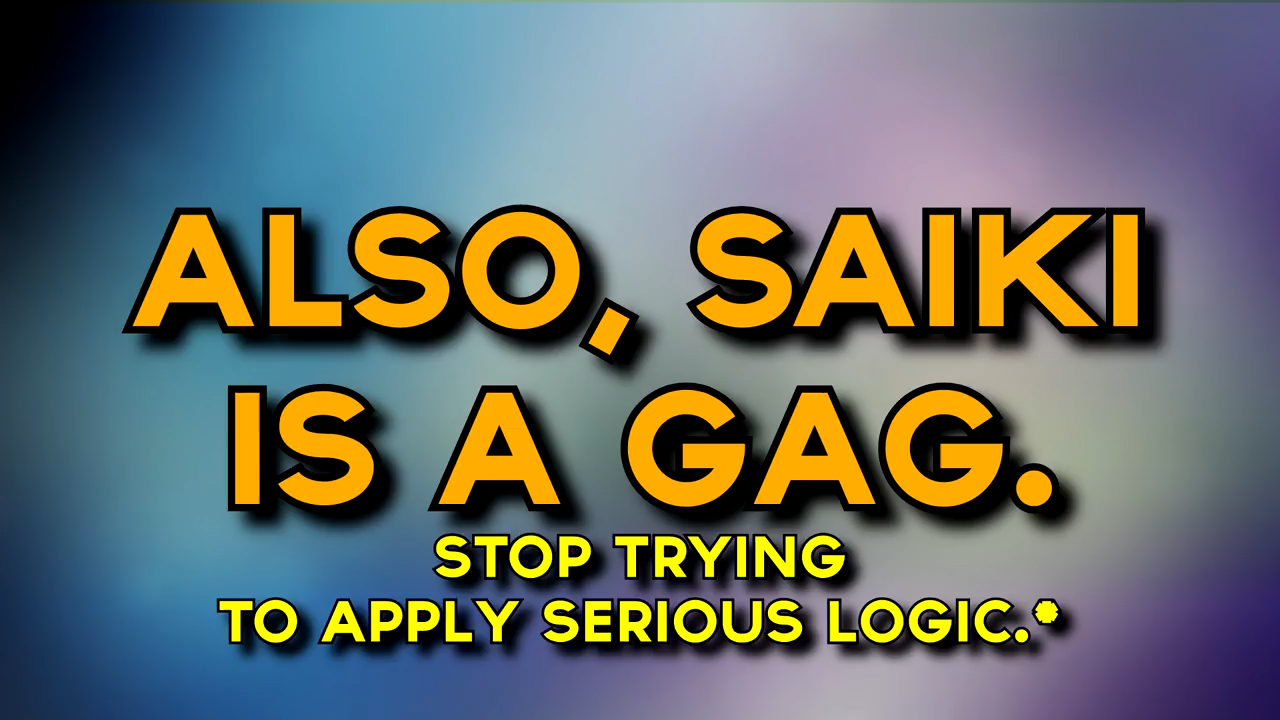 ALSO, SAIKI
IS A GAG.
STOP TRYING
TO APPLY SERIOUS LOGIC.*